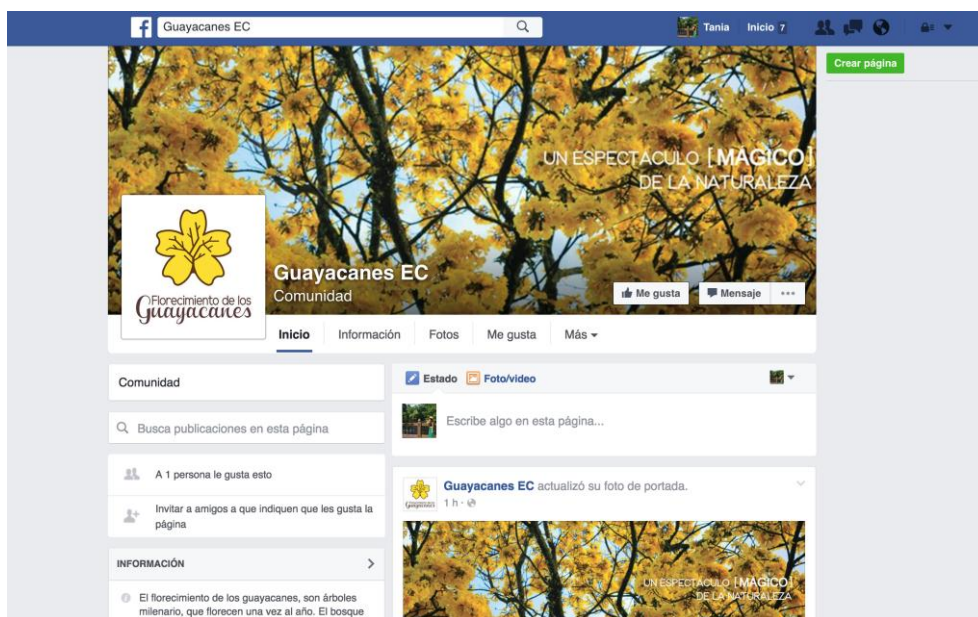 Guayacanes EC
Tania
Inicio 7
Crear página
UN ESPECTACULO [MAGICO]
DE LA NATURALEZA
Florecimiento de los
Guayacanes
Guayacanes EC
Comunidad
Me gusta
Mensaje
Inicio Información Fotos Me gusta Más
Comunidad
Busca publicaciones en esta página
A 1 persona le gusta esto
Invitar a amigos a que indiquen que les gusta la
página
INFORMACIÓN
El florecimiento de los guayacanes, son árboles
milenario, que florecen una vez al año. El bosque
Estado Foto/video
Escribe algo en esta página...
Guayacanes EC actualizó su foto de portada.
1 h
UN ESPECTACULO [MAGICO]
DE LA NATURALEZA